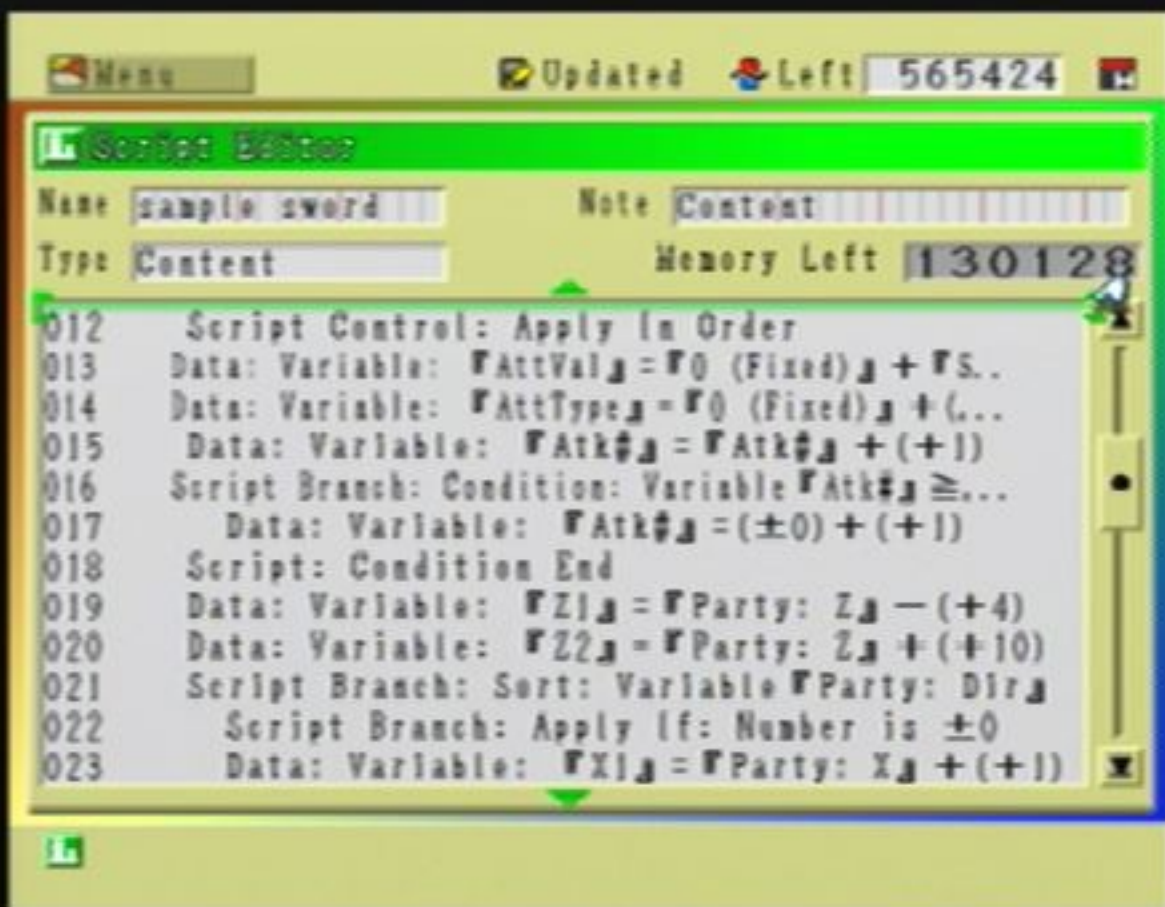 Menu Updated Left 565424
L Script Editor
Name sample sword Note Content
Type Content Memory Left 130128
012 Script Control: Apply in Order
013 Data: Variable: 『AttVal』=『0 (Fixed)』+『S..
014 Data: Variable: 『AttType』=『0 (Fixed)』+(...
015 Data: Variable: 『Atk#』=『Atk#』+(+1)
016 Script Branch: Condition: Variable『Atk#』≧...
017 Data: Variable: 『Atk#』=(±0)+(+1)
018 Script: Condition End
019 Data: Variable: 『Z1』=『Party: Z』-(+4)
020 Data: Variable: 『Z2』=『Party: Z』+(+10)
021 Script Branch: Sort: Variable『Party: Dir』
022 Script Branch: Apply if: Number is ±0
023 Data: Variable: 『X1』=『Party: X』+(+1)
L